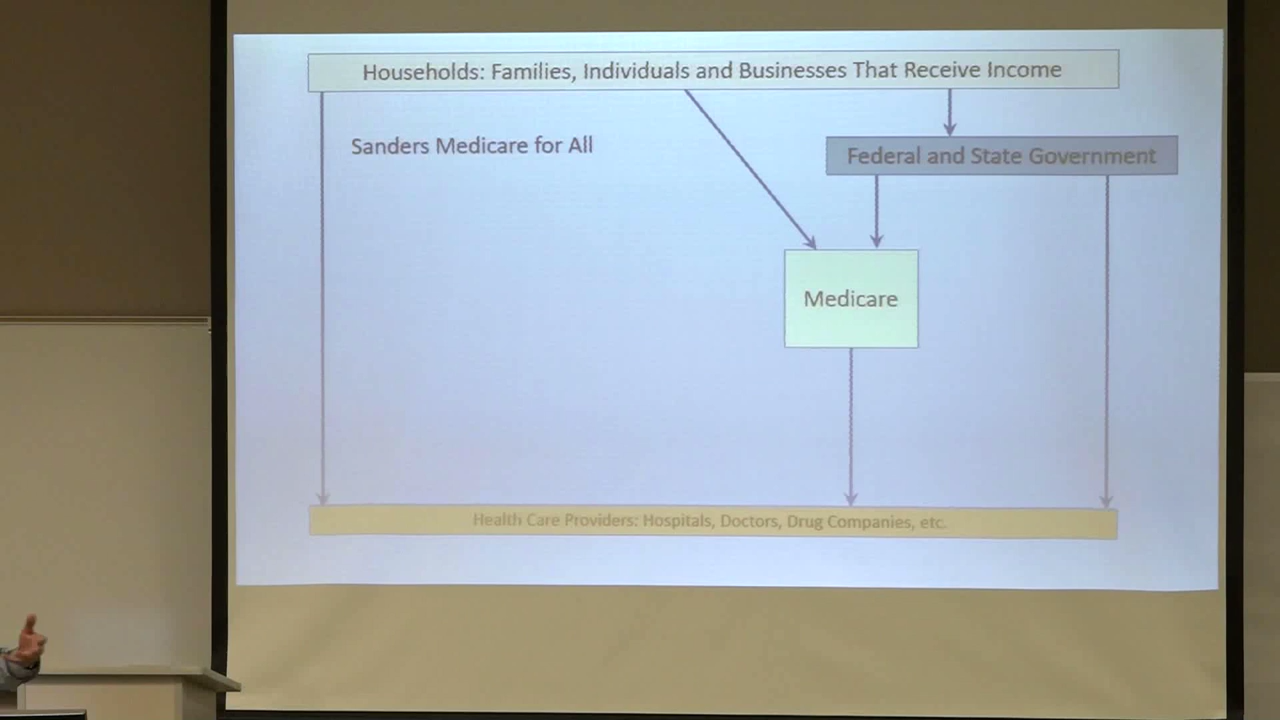 Households: Families, Individuals and Businesses That Receive Income
Sanders Medicare for All
Federal and State Government
Medicare
Health Care Providers: Hospitals, Doctors, Drug Companies, etc.